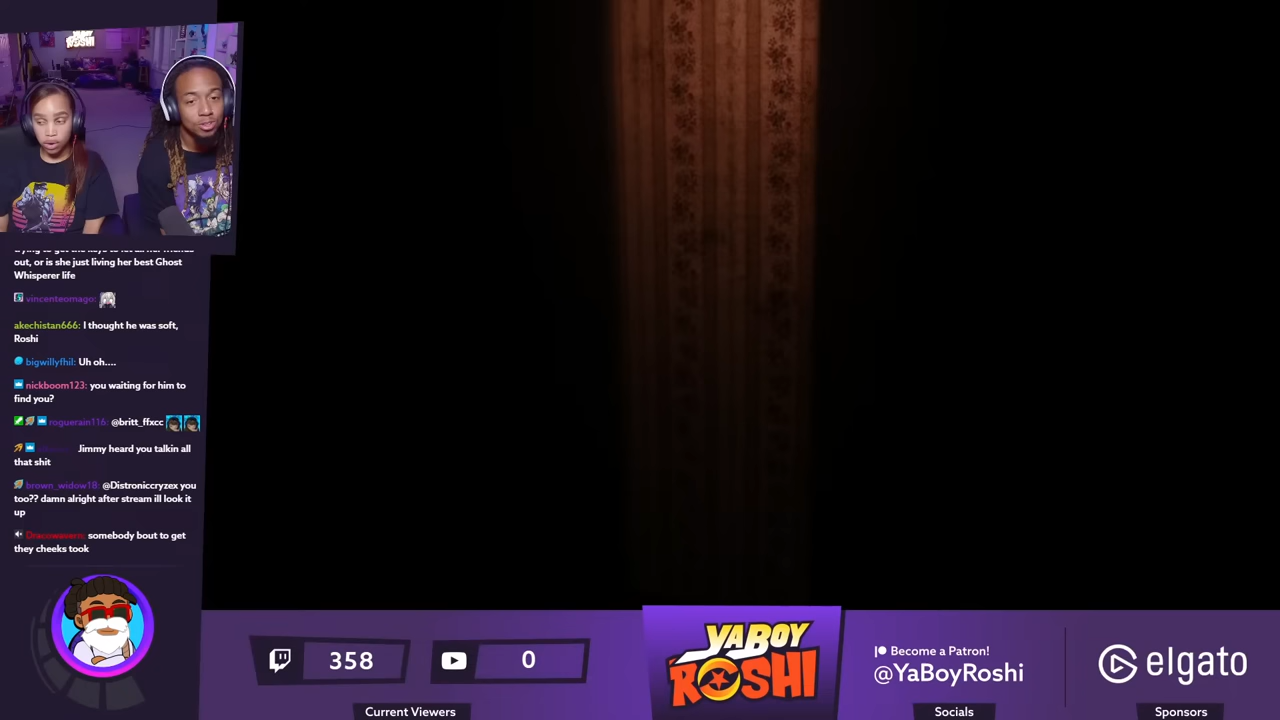 YABOY
ROSHI
out, or is she just living her best Ghost
Whisperer life
vincenteomago:
akechistan666: I thought he was soft,
Roshi
bigwillyfhil: Uh oh....
nickboom123: you waiting for him to
find you?
roguerain116: @britt_ffxcc
Jimmy heard you talkin all
that shit
brown_widow18: @Distroniccryzex you
too?? damn alright after stream ill look it
up
somebody bout to get
they cheeks took
358
0
Current Viewers
YABOY
ROSHI
Become a Patron!
@YaBoyRoshi
Socials
elgato
Sponsors